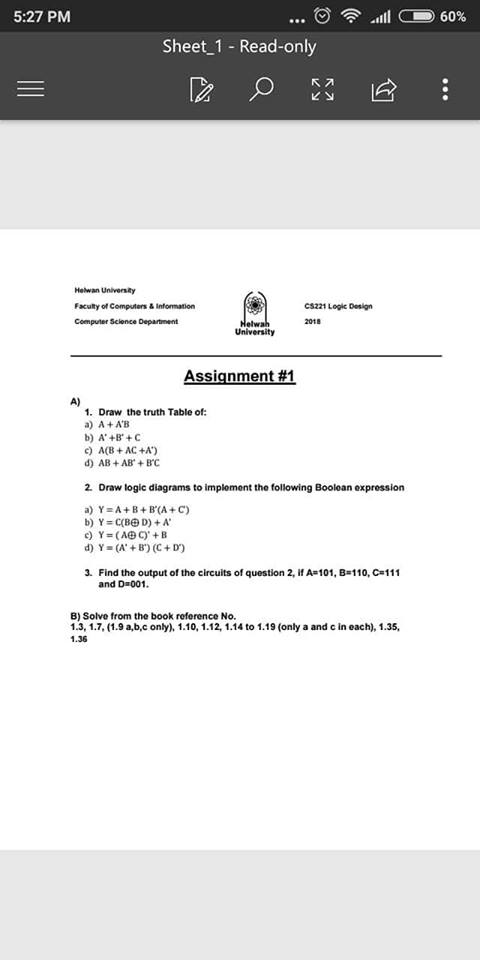 5:27 PM
60%
Sheet_1 - Read-only
Helwan University
Faculty of Computers & Information
CS221 Logic Design
Computer Science Department
2018
Helwan
University
Assignment #1
A)
1. Draw the truth Table of:
a) A + A'B
b) A' +B' + C
c) A(B + AC +A')
d) AB + AB' + B'C
2. Draw logic diagrams to implement the following Boolean expression
a) Y = A + B + B'(A + C')
b) Y = C(B⊕ D) + A'
c) Y = ( A⊕ C)' + B
d) Y = (A' + B') (C + D')
3. Find the output of the circuits of question 2, if A=101, B=110, C=111
and D=001.
B) Solve from the book reference No.
1.3, 1.7, (1.9 a,b,c only), 1.10, 1.12, 1.14 to 1.19 (only a and c in each), 1.35,
1.36